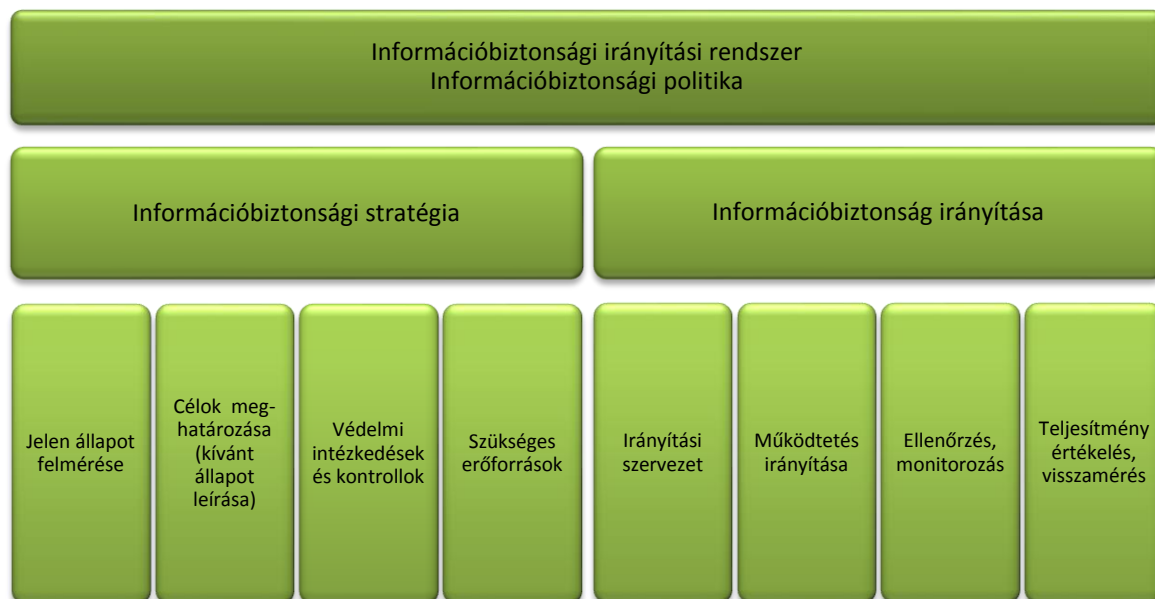 Információbiztonsági irányítási rendszer
Információbiztonsági politika
Információbiztonsági stratégia
Információbiztonság irányítása
Jelen állapot
felmérése
Célok meg-
határozása
(kívánt
állapot
leírása)
Védelmi
intézkedések
és kontrollok
Szükséges
erőforrások
Irányítási
szervezet
Működtetés
irányítása
Ellenőrzés,
monitorozás
Teljesítmény
értékelés,
visszamérés